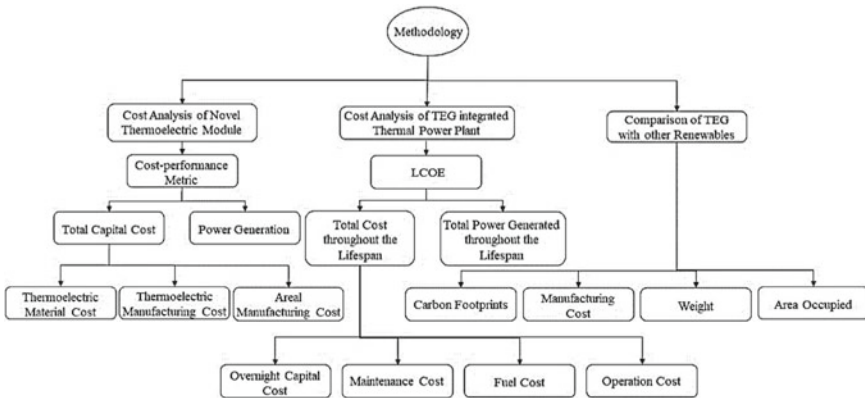 Methodology
Cost Analysis of Novel
Thermoelectric Module
Cost Analysis of TEG integrated
Thermal Power Plant
Comparison of TEG
with other Renewables
Cost-performance
Metric
LCOE
Total Capital Cost
Power Generation
Total Cost
throughout the
Lifespan
Total Power Generated
throughout the
Lifespan
Thermoelectric
Material Cost
Thermoelectric
Manufacturing Cost
Areal
Manufacturing Cost
Carbon Footprints
Manufacturing
Cost
Weight
Area Occupied
Overnight Capital
Cost
Maintenance Cost
Fuel Cost
Operation Cost